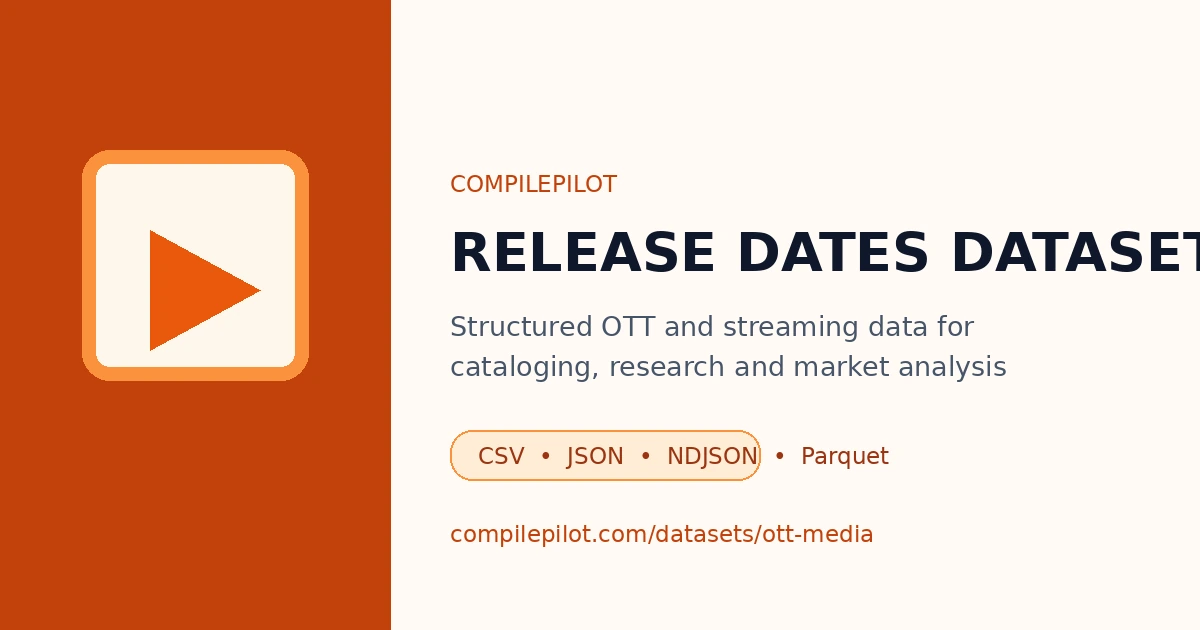 COMPILEPILOT
RELEASE DATES DATASET
Structured OTT and streaming data for
cataloging, research and market analysis
CSV • JSON • NDJSON • Parquet
compilepilot.com/datasets/ott-media